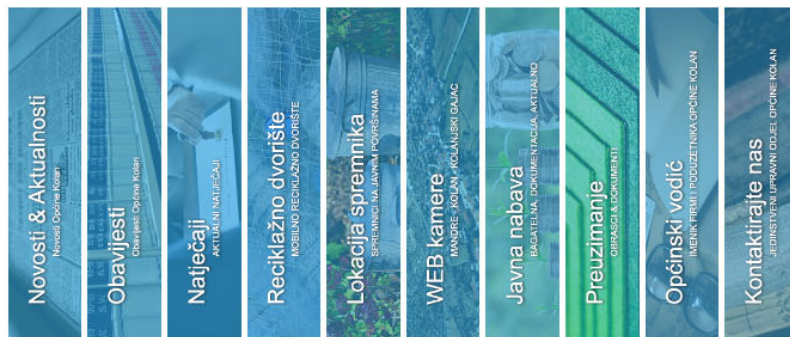 Novosti & Aktualnosti
Novosti Općine Kolan
Obavijesti
Obavijesti Općine Kolan
Natječaji
AKTUALNI NATJEČAJI
Reciklažno dvorište
MOBILNO RECIKLAŽNO DVORIŠTE
Lokacija spremnika
SPREMNICI NA JAVNIM POVRŠINAMA
WEB kamere
MANDRE - KOLAN - KOLANJSKI GAJAC
Javna nabava
BAGATELNA, DOKUMENTACIJA, AKTUALNO
Preuzimanje
OBRASCI & DOKUMENTI
Općinski vodić
IMENIK FIRMI I PODUZETNIKA OPĆINE KOLAN
Kontaktirajte nas
JEDINSTVENI UPRAVNI ODJEL OPĆINE KOLAN